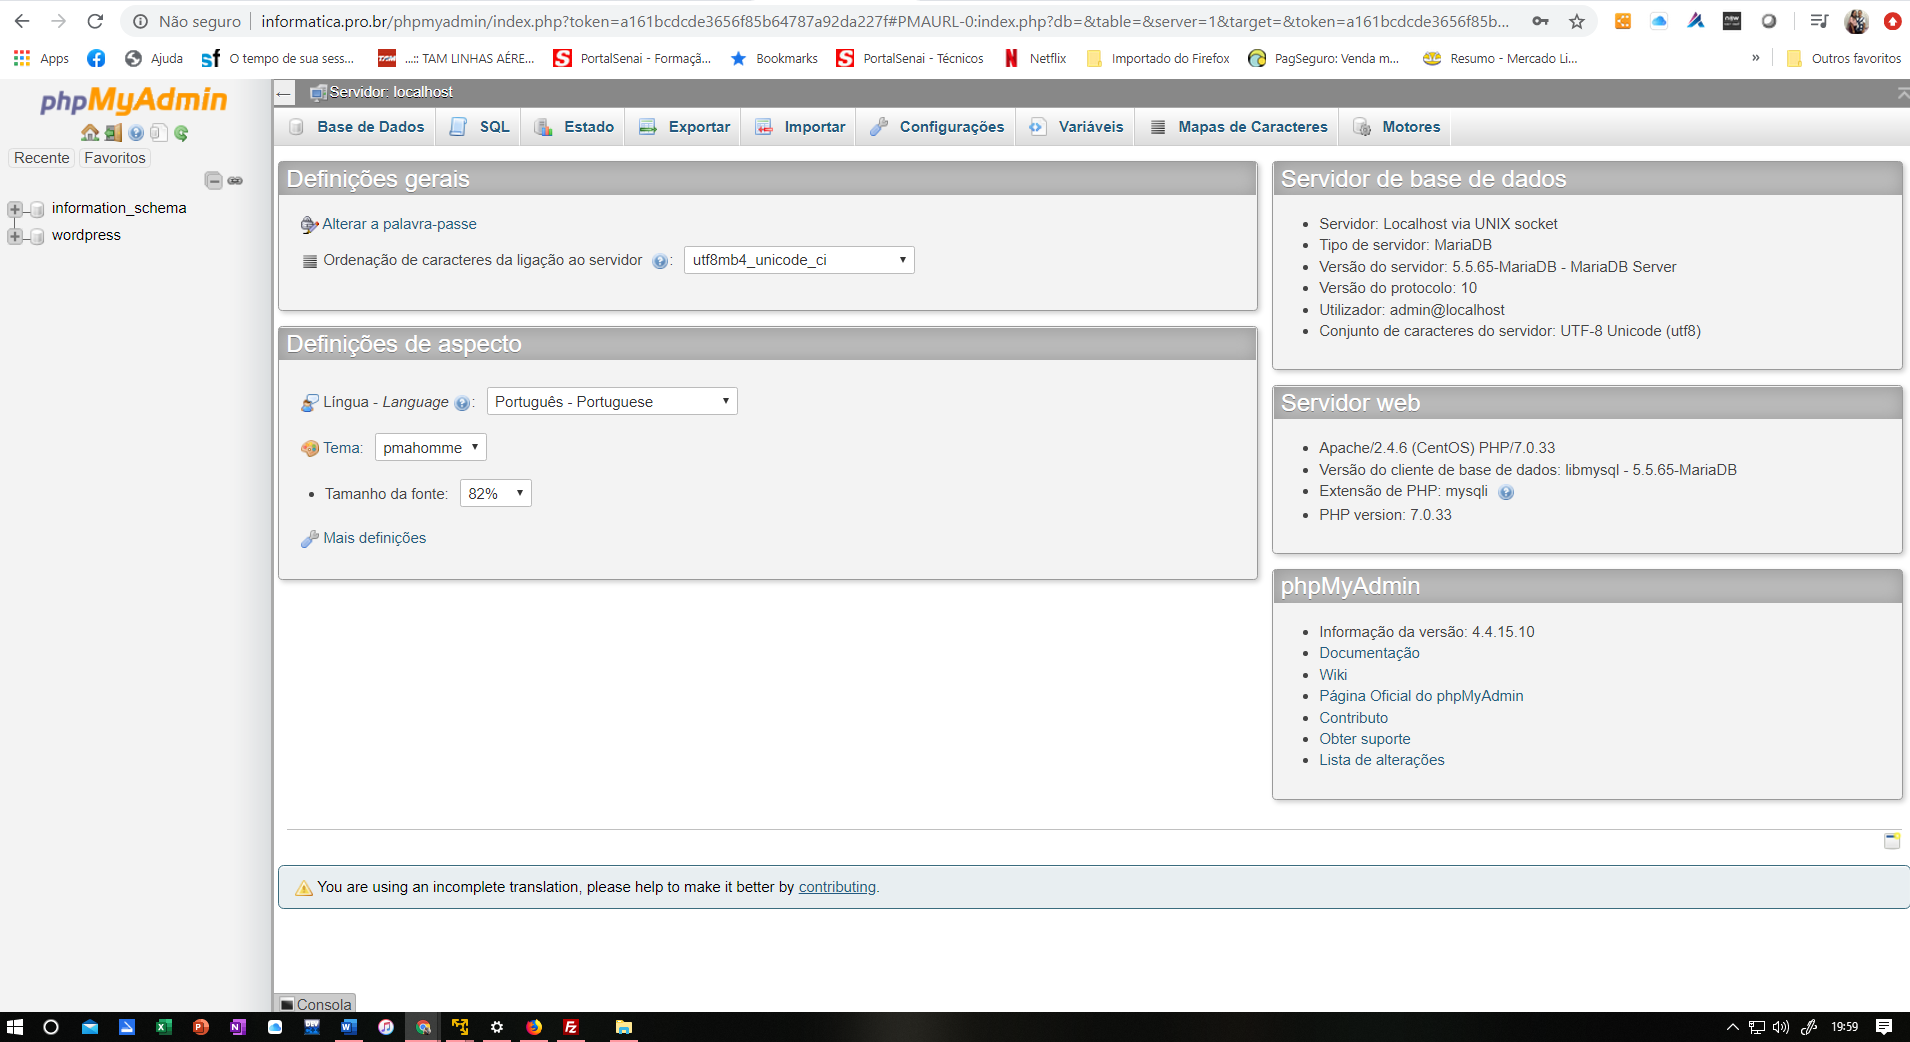 Não seguro
informatica.pro.br/phpmyadmin/index.php?token=a161bcdcde3656f85b64787a92da227f#PMAURL-0:index.php?db=&table=&server=1&target=&token=a161bcdcde3656f85b...
Apps
Ajuda
O tempo de sua sess...
...:: TAM LINHAS AÉRE...
PortalSenai - Formaçã...
Bookmarks
PortalSenai - Técnicos
Netflix
Importado do Firefox
PagSeguro: Venda m...
Resumo - Mercado Li...
»
Outros favoritos
phpMyAdmin
Recente
Favoritos
information_schema
wordpress
Servidor: localhost
Base de Dados
SQL
Estado
Exportar
Importar
Configurações
Variáveis
Mapas de Caracteres
Motores
Definições gerais
Alterar a palavra-passe
Ordenação de caracteres da ligação ao servidor : utf8mb4_unicode_ci
Definições de aspecto
Língua - Language : Português - Portuguese
Tema: pmahomme
• Tamanho da fonte: 82%
Mais definições
Servidor de base de dados
• Servidor: Localhost via UNIX socket
• Tipo de servidor: MariaDB
• Versão do servidor: 5.5.65-MariaDB - MariaDB Server
• Versão do protocolo: 10
• Utilizador: admin@localhost
• Conjunto de caracteres do servidor: UTF-8 Unicode (utf8)
Servidor web
• Apache/2.4.6 (CentOS) PHP/7.0.33
• Versão do cliente de base de dados: libmysql - 5.5.65-MariaDB
• Extensão de PHP: mysqli
• PHP version: 7.0.33
phpMyAdmin
• Informação da versão: 4.4.15.10
• Documentação
• Wiki
• Página Oficial do phpMyAdmin
• Contributo
• Obter suporte
• Lista de alterações
You are using an incomplete translation, please help to make it better by contributing.
Consola
19:59